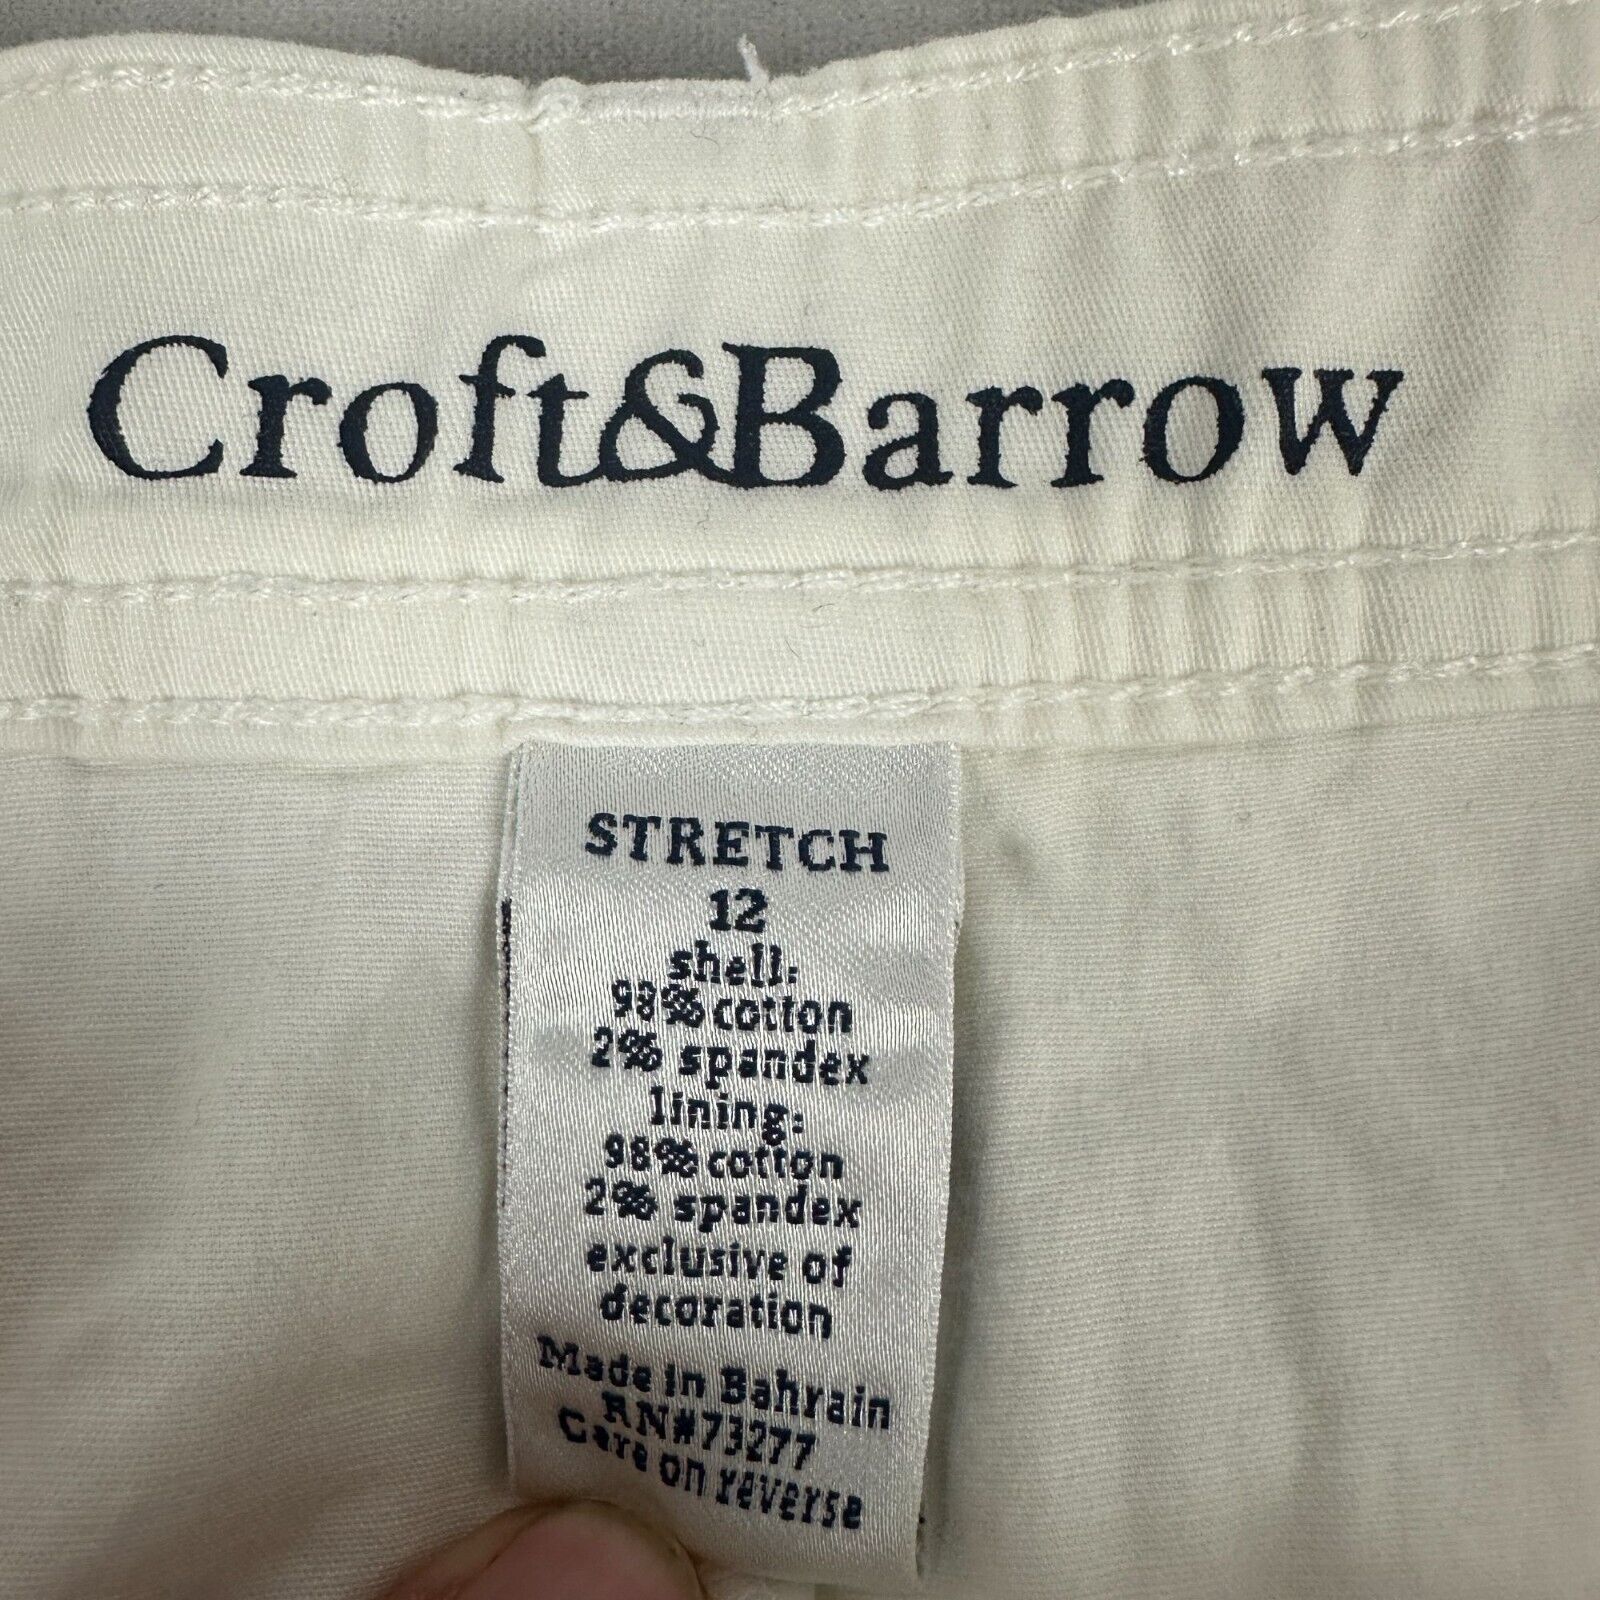 Croft&Barrow
STRETCH
12
shell:
98% cotton
2% spandex
lining:
98% cotton
2% spandex
exclusive of
decoration
Made in Bahrain
RN#73277
Care on reverse